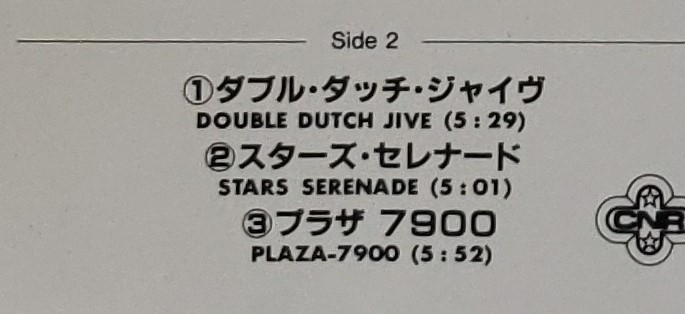 Side 2
①ダブル・ダッチ・ジャイヴ
DOUBLE DUTCH JIVE (5:29)
②スターズ・セレナード
STARS SERENADE (5:01)
③プラザ 7900
PLAZA-7900 (5:52)
CNR